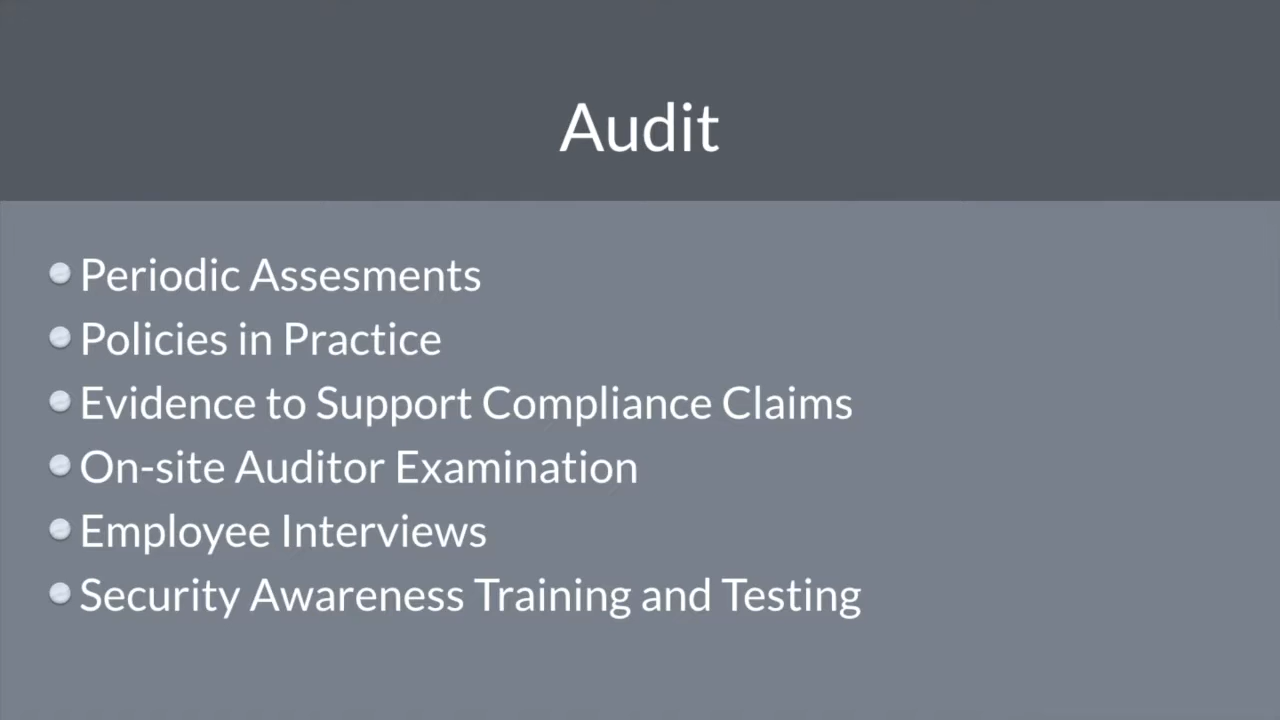 Audit
Periodic Assesments
Policies in Practice
Evidence to Support Compliance Claims
On-site Auditor Examination
Employee Interviews
Security Awareness Training and Testing